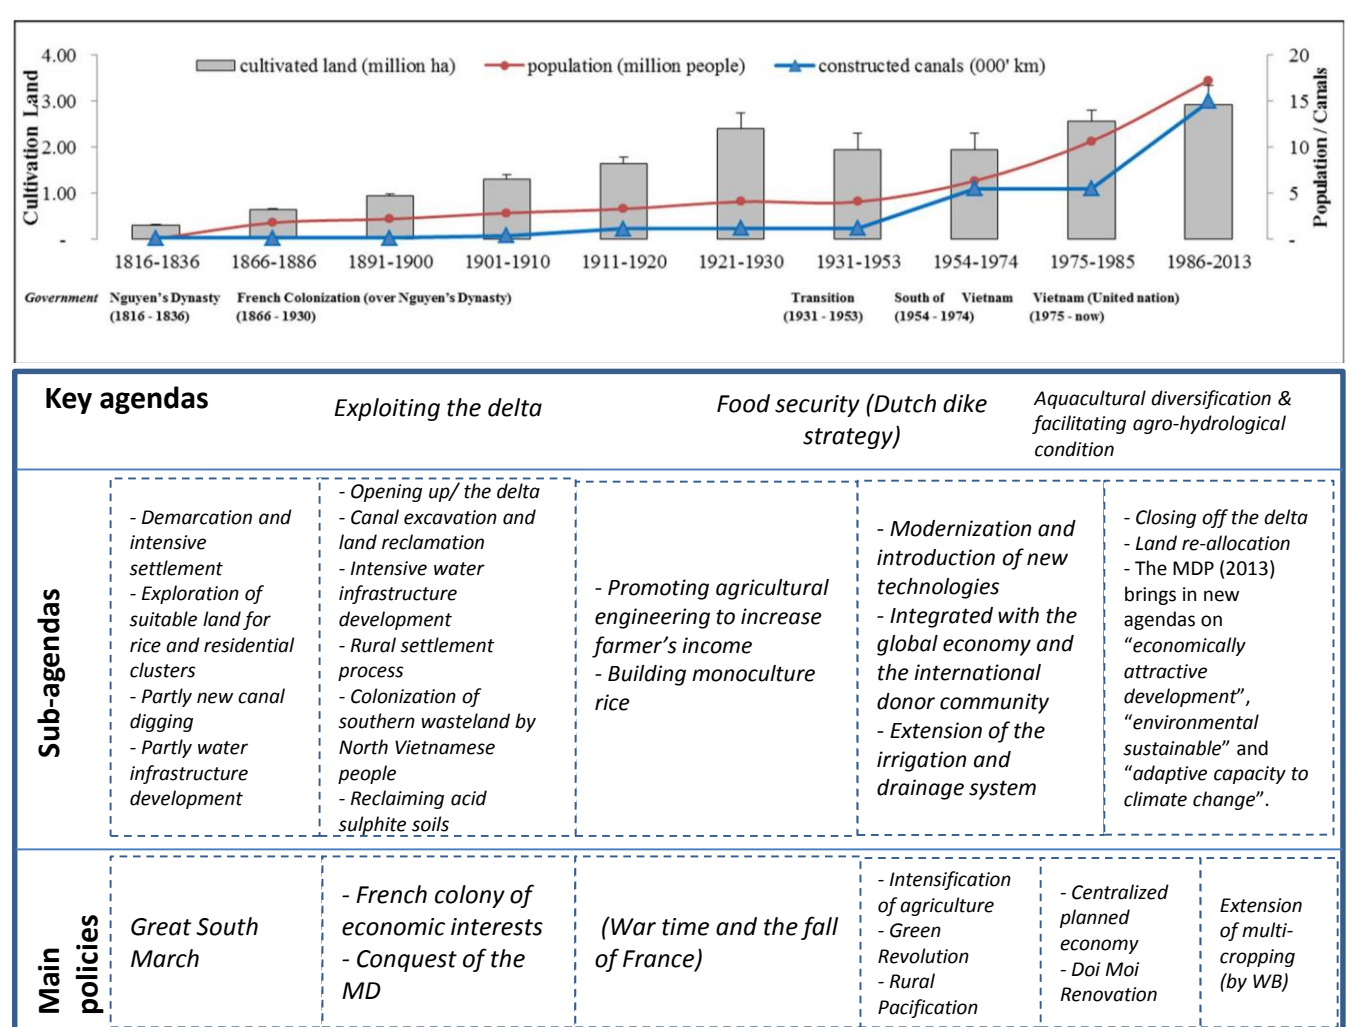 4.00
3.00
2.00
1.00
-
Cultivation Land
cultivated land (million ha)
population (million people)
constructed canals (000' km)
20
15
10
5
-
Population / Canals
1816-1836 1866-1886 1891-1900 1901-1910 1911-1920 1921-1930 1931-1953 1954-1974 1975-1985 1986-2013
Government
Nguyen's Dynasty
(1816 - 1836)
French Colonization (over Nguyen's Dynasty)
(1866 - 1930)
Transition
(1931 - 1953)
South of Vietnam
(1954 - 1974)
Vietnam (United nation)
(1975 - now)
Key agendas
Exploiting the delta
Food security (Dutch dike
strategy)
Aquacultural diversification &
facilitating agro-hydrological
condition
Sub-agendas
- Demarcation and
intensive
settlement
- Exploration of
suitable land for
rice and residential
clusters
- Partly new canal
digging
- Partly water
infrastructure
development
- Opening up/ the delta
- Canal excavation and
land reclamation
- Intensive water
infrastructure
development
- Rural settlement
process
- Colonization of
southern wasteland by
North Vietnamese
people
- Reclaiming acid
sulphite soils
- Promoting agricultural
engineering to increase
farmer's income
- Building monoculture
rice
- Modernization and
introduction of new
technologies
- Integrated with the
global economy and
the international
donor community
- Extension of the
irrigation and
drainage system
- Closing off the delta
- Land re-allocation
- The MDP (2013)
brings in new
agendas on
“economically
attractive
development”,
“environmental
sustainable” and
“adaptive capacity to
climate change”.
Main
policies
Great South
March
- French colony of
economic interests
- Conquest of the
MD
(War time and the fall
of France)
- Intensification
of agriculture
- Green
Revolution
- Rural
Pacification
- Centralized
planned
economy
- Doi Moi
Renovation
Extension
of multi-
cropping
(by WB)